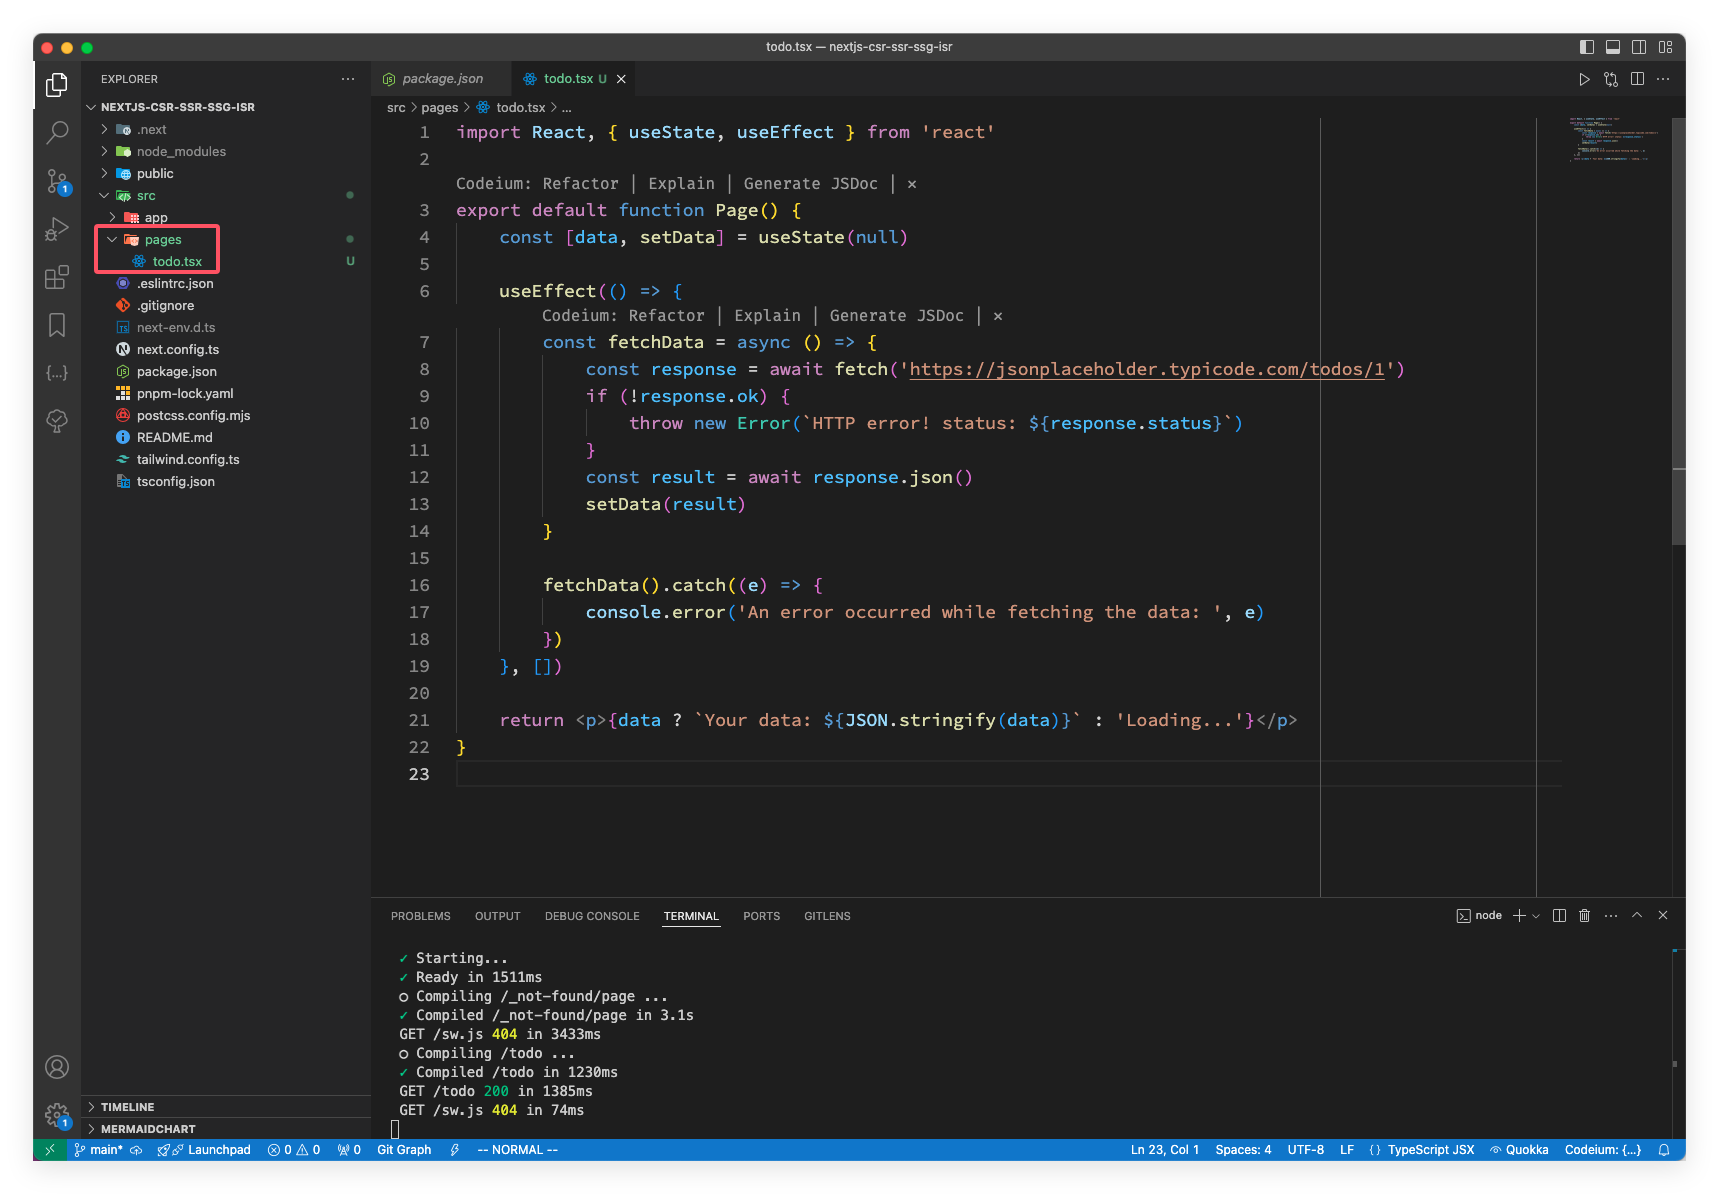 todo.tsx — nextjs-csr-ssr-ssg-isr
EXPLORER
NEXTJS-CSR-SSR-SSG-ISR
.next
node_modules
public
src
app
pages
todo.tsx U
.eslintrc.json
.gitignore
next-env.d.ts
next.config.ts
package.json
pnpm-lock.yaml
postcss.config.mjs
README.md
tailwind.config.ts
tsconfig.json
TIMELINE
MERMAIDCHART
1
1
package.json
todo.tsx U
src > pages > todo.tsx > ...
1 import React, { useState, useEffect } from 'react'
2
Codeium: Refactor | Explain | Generate JSDoc | ×
3 export default function Page() {
4 const [data, setData] = useState(null)
5
6 useEffect(() => {
Codeium: Refactor | Explain | Generate JSDoc | ×
7 const fetchData = async () => {
8 const response = await fetch('https://jsonplaceholder.typicode.com/todos/1')
9 if (!response.ok) {
10 throw new Error(`HTTP error! status: ${response.status}`)
11 }
12 const result = await response.json()
13 setData(result)
14 }
15
16 fetchData().catch((e) => {
17 console.error('An error occurred while fetching the data: ', e)
18 })
19 }, [])
20
21 return <p>{data ? `Your data: ${JSON.stringify(data)}` : 'Loading...'}</p>
22 }
23
PROBLEMS OUTPUT DEBUG CONSOLE TERMINAL PORTS GITLENS
node
✓ Starting...
✓ Ready in 1511ms
○ Compiling /_not-found/page ...
✓ Compiled /_not-found/page in 3.1s
GET /sw.js 404 in 3433ms
○ Compiling /todo ...
✓ Compiled /todo in 1230ms
GET /todo 200 in 1385ms
GET /sw.js 404 in 74ms
main* Launchpad 0 0 0 Git Graph -- NORMAL -- Ln 23, Col 1 Spaces: 4 UTF-8 LF {} TypeScript JSX Quokka Codeium: {...}